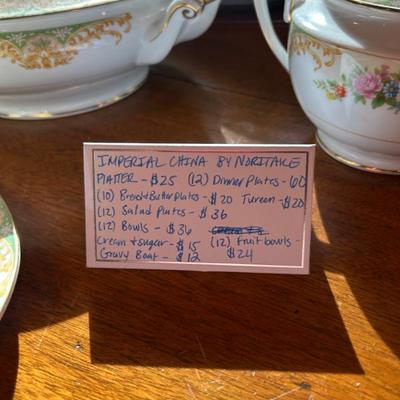 IMPERIAL CHINA BY NORITAKE
PLATTER - $25 (12) Dinner Plates - 60
(10) Bread & Butter Plates - $20 Tureen - $20
(12) Salad Plates - $36
(12) Bowls - $36
Cream & Sugar - $15 (12) Fruit bowls -
Gravy Boat - $12 $24